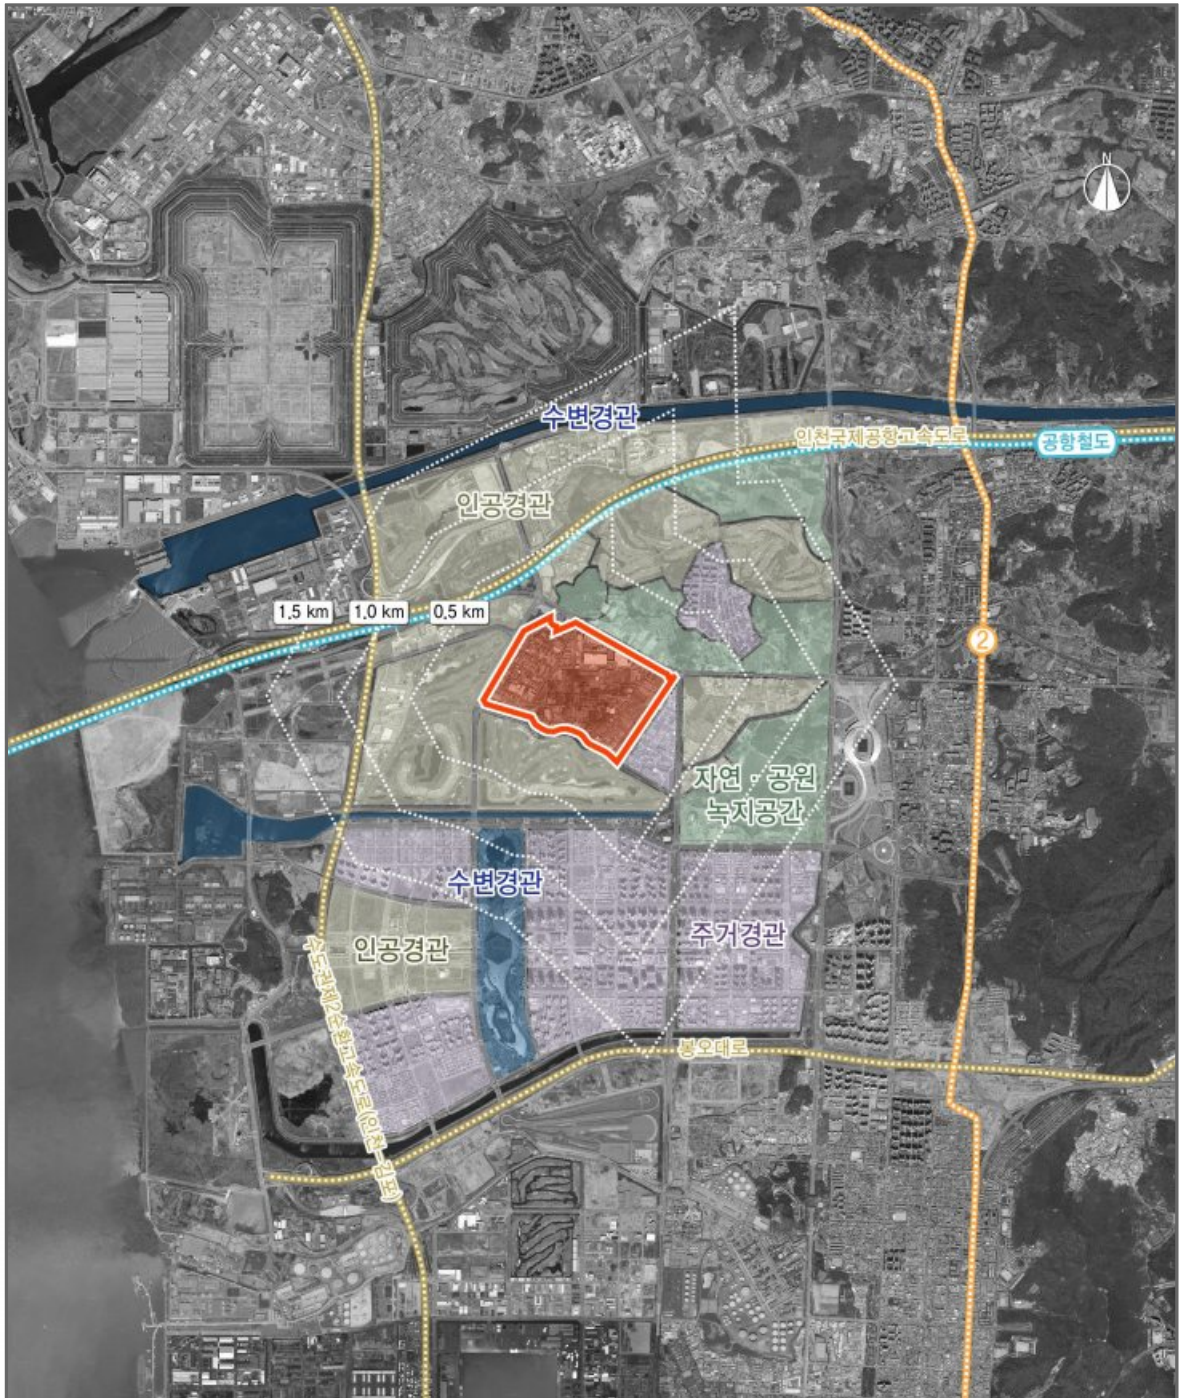 N
수변경관
인천국제공항고속도로
공항철도
인공경관
1.5 km
1.0 km
0.5 km
2
자연 · 공원
녹지공간
수변경관
주거경관
인공경관
수도권제2순환고속도로(인천~김포)
봉오대로